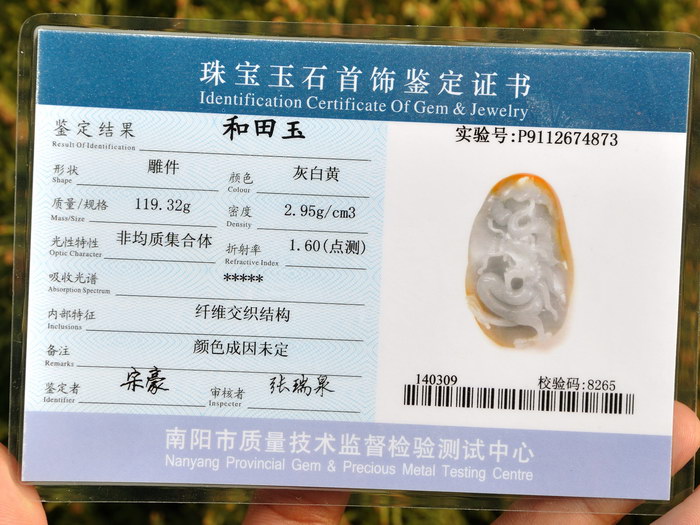 珠宝玉石首饰鉴定证书
Identification Certificate Of Gem & Jewelry
鉴定结果 和田玉
Result Of Identification
实验号:P9112674873
形状 雕件 颜色 灰白黄
Shape Colour
质量/规格 119.32g 密度 2.95g/cm3
Mass/Size Density
光性特性 非均质集合体 折射率 1.60(点测)
Optic Character Refractive Index
吸收光谱 *****
Absorption Spectrum
内部特征 纤维交织结构
Inclusions
备注 颜色成因未定
Remarks
鉴定者 宋豪 审核者 张瑞泉
Identifier Inspecter
140309 校验码:8265
南阳市质量技术监督检验测试中心
Nanyang Provincial Gem & Precious Metal Testing Centre